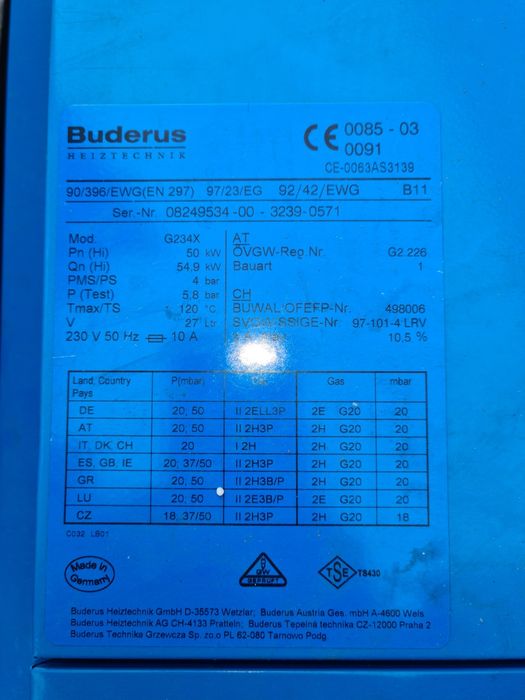 Buderus
HEIZTECHNIK
CE 0085 - 03
0091
CE-0063AS3139
90/396/EWG(EN 297) 97/23/EG 92/42/EWG B11
Ser.-Nr. 08249534 -00 - 3239-0571
Mod. G234X
Pn (Hi) 50 kW
Qn (Hi) 54,9 kW
PMS/PS 4 bar
P (Test) 5,8 bar
Tmax/TS 120 °C
V 27 Ltr
230 V 50 Hz 10 A
AT
ÖVGW-Reg.Nr. G2.226
Bauart 1
CH
BUWAL/OFEFP-Nr. 498006
97-101-4 LRV
10.5 %
Land, Country P(mbar) Gas mbar
Pays
DE 20; 50 II 2ELL3P 2E G20 20
AT 20; 50 II 2H3P 2H G20 20
IT, DK, CH 20 I 2H 2H G20 20
ES, GB, IE 20; 37/50 II 2H3P 2H G20 20
GR 20; 50 II 2H3B/P 2H G20 20
LU 20; 50 II 2E3B/P 2E G20 20
CZ 18; 37/50 II 2H3P 2H G20 18
C032 LB01
Made in
Germany
GEPRÜFT
TSE TS430
Buderus Heiztechnik GmbH D-35573 Wetzlar; Buderus Austria Ges. mbH A-4600 Wels
Buderus Heiztechnik AG CH-4133 Pratteln; Buderus Tepelná technika CZ-12000 Praha 2
Buderus Technika Grzewcza Sp. zo.o PL 62-080 Tarnowo Podg.